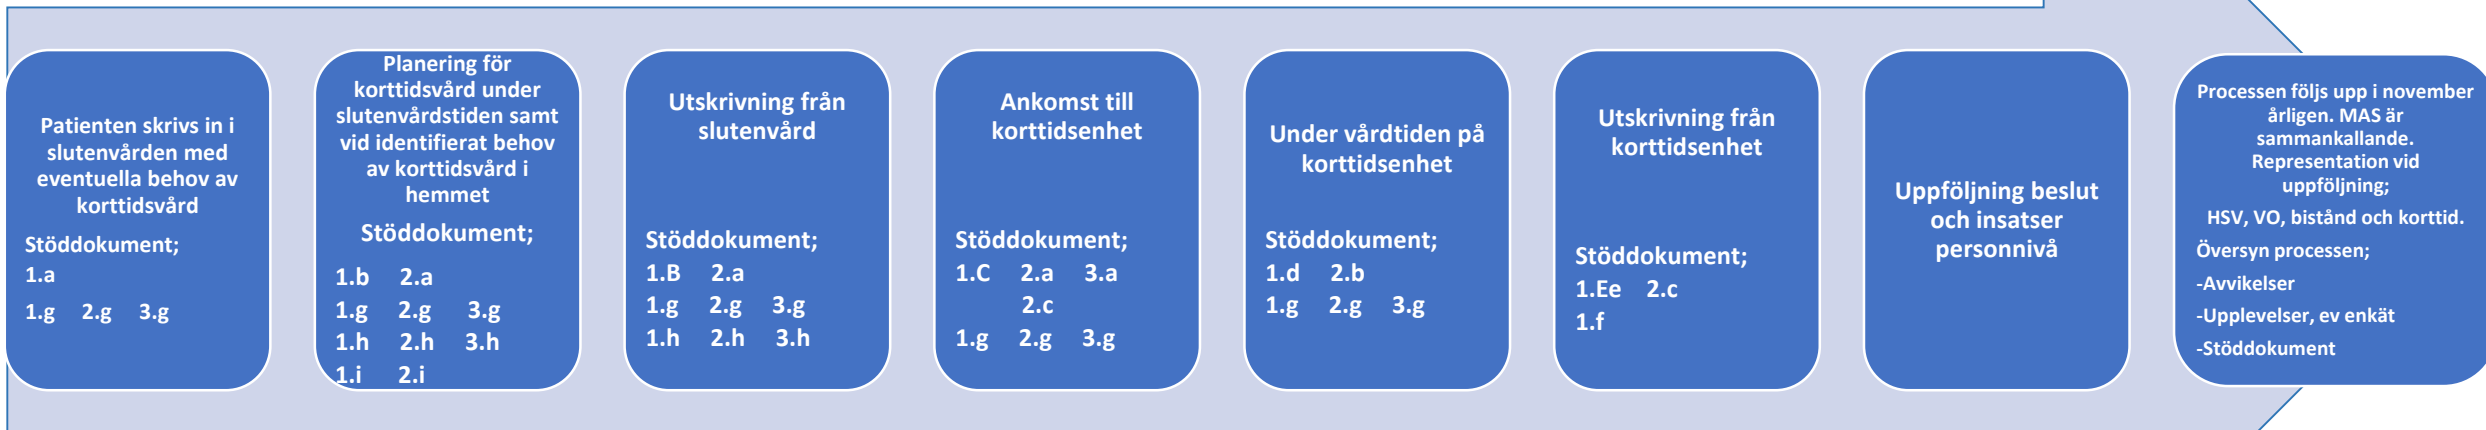 Patienten skrivs in i
slutenvården med
eventuella behov av
korttidsvård
Stöddokument;
1.a
1.g 2.g 3.g
Planering för
korttidsvård under
slutenvårdstiden samt
vid identifierat behov
av korttidsvård i
hemmet
Stöddokument;
1.b 2.a
1.g 2.g 3.g
1.h 2.h 3.h
1.i 2.i
Utskrivning från
slutenvård
Stöddokument;
1.B 2.a
1.g 2.g 3.g
1.h 2.h 3.h
Ankomst till
korttidsenhet
Stöddokument;
1.C 2.a 3.a
2.c
1.g 2.g 3.g
Under vårdtiden på
korttidsenhet
Stöddokument;
1.d 2.b
1.g 2.g 3.g
Utskrivning från
korttidsenhet
Stöddokument;
1.Ee 2.c
1.f
Uppföljning beslut
och insatser
personnivå
Processen följs upp i november
årligen. MAS är
sammankallande.
Representation vid
uppföljning;
HSV, VO, bistånd och korttid.
Översyn processen;
-Avvikelser
-Upplevelser, ev enkät
-Stöddokument